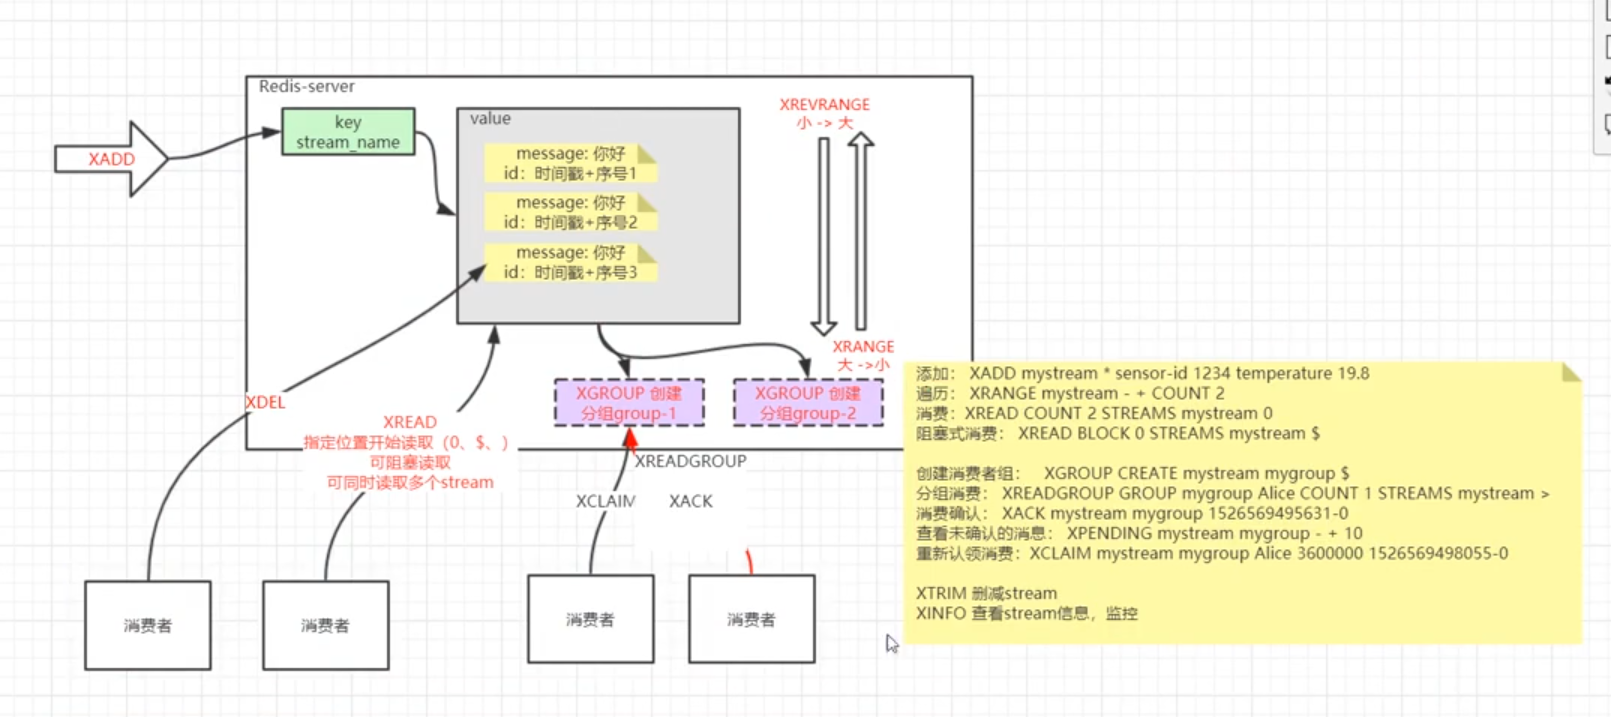 Redis-server
XADD
key
stream_name
value
message: 你好
id：时间戳+序号1
message: 你好
id：时间戳+序号2
message: 你好
id：时间戳+序号3
XREVRANGE
小 -> 大
XRANGE
大 ->小
XGROUP 创建
分组group-1
XGROUP 创建
分组group-2
XDEL
XREAD
指定位置开始读取（0、$、）
可阻塞读取
可同时读取多个stream
XREADGROUP
XCLAIM
XACK
消费者
消费者
消费者
消费者
添加： XADD mystream * sensor-id 1234 temperature 19.8
遍历： XRANGE mystream - + COUNT 2
消费：XREAD COUNT 2 STREAMS mystream 0
阻塞式消费： XREAD BLOCK 0 STREAMS mystream $
创建消费者组： XGROUP CREATE mystream mygroup $
分组消费： XREADGROUP GROUP mygroup Alice COUNT 1 STREAMS mystream >
消费确认： XACK mystream mygroup 1526569495631-0
查看未确认的消息： XPENDING mystream mygroup - + 10
重新认领消费：XCLAIM mystream mygroup Alice 3600000 1526569498055-0
XTRIM 删减stream
XINFO 查看stream信息，监控